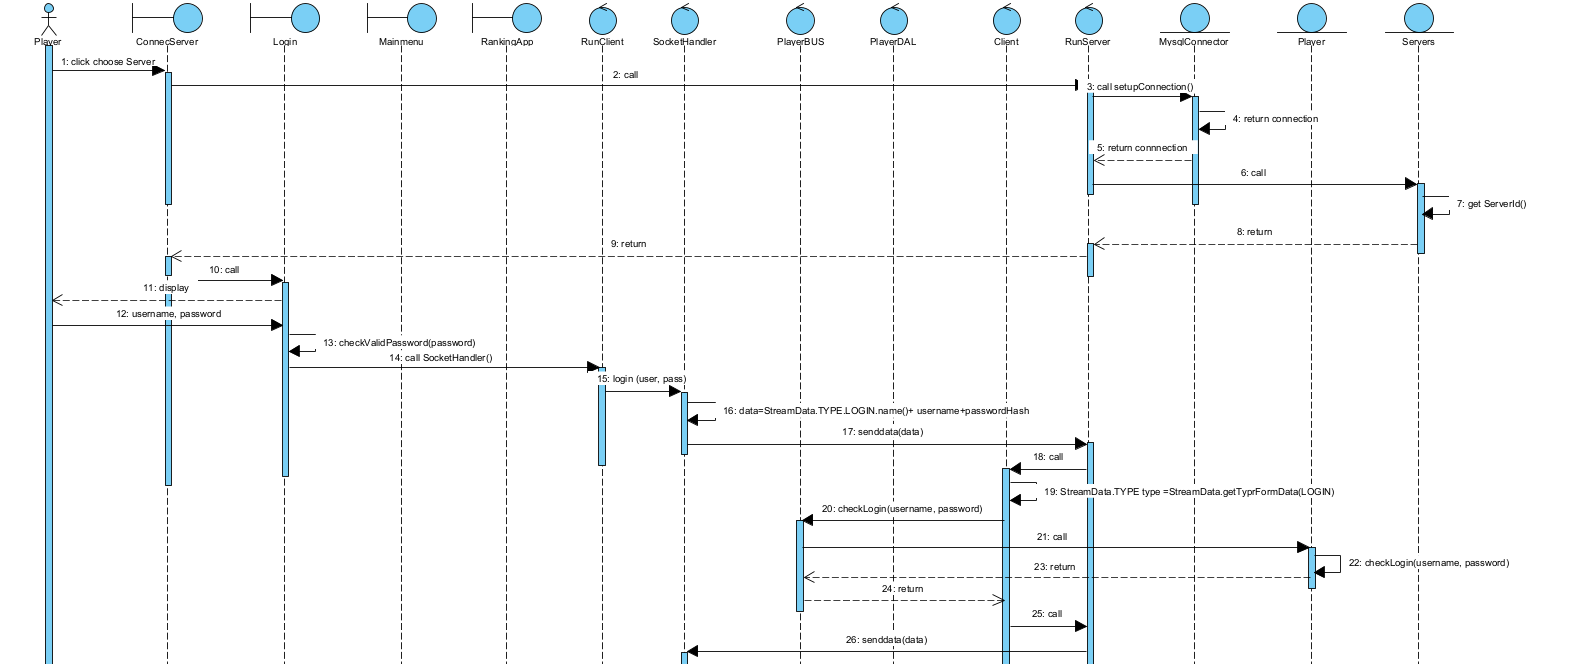 Player
ConnecServer
Login
Mainmenu
RankingApp
RunClient
SocketHandler
PlayerBUS
PlayerDAL
Client
RunServer
MysqlConnector
Player
Servers
1: click choose Server
2: call
3: call setupConnection()
4: return connection
5: return connnection
6: call
7: get ServerId()
8: return
9: return
10: call
11: display
12: username, password
13: checkValidPassword(password)
14: call SocketHandler()
15: login (user, pass)
16: data=StreamData.TYPE.LOGIN.name()+ username+passwordHash
17: senddata(data)
18: call
19: StreamData.TYPE type =StreamData.getTyprFormData(LOGIN)
20: checkLogin(username, password)
21: call
22: checkLogin(username, password)
23: return
24: return
25: call
26: senddata(data)